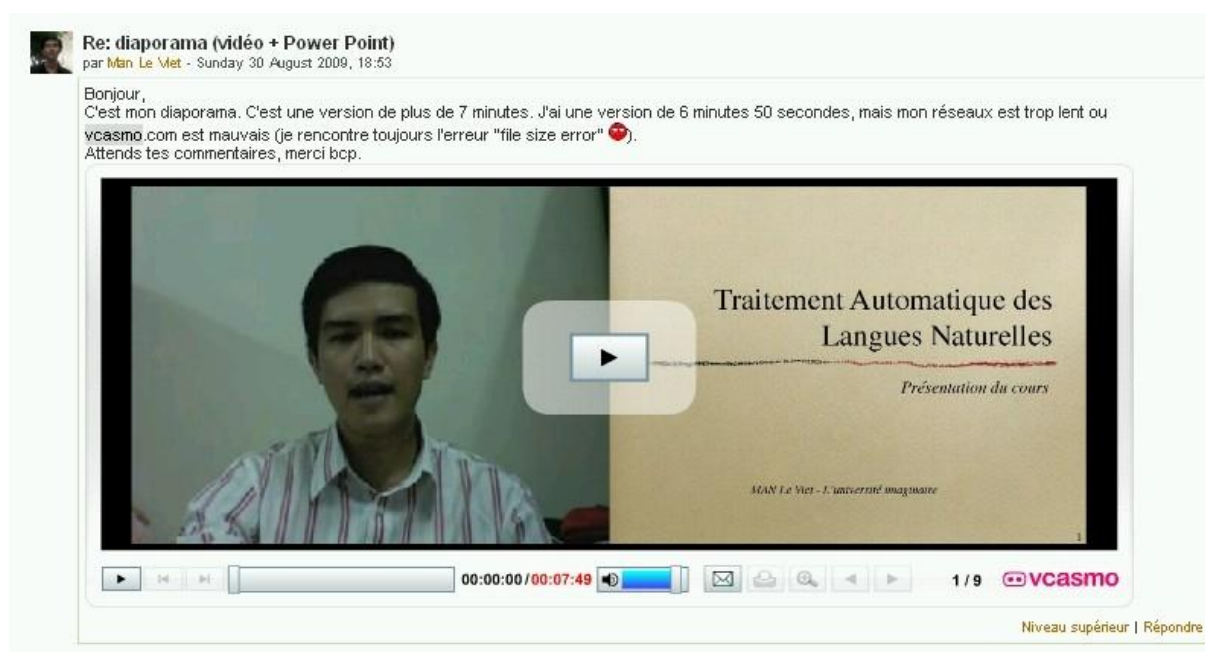 Re: diaporama (vidéo + Power Point)
par Man Le Viet - Sunday 30 August 2009, 18:53
Bonjour,
C'est mon diaporama. C'est une version de plus de 7 minutes. J'ai une version de 6 minutes 50 secondes, mais mon réseaux est trop lent ou
vcasmo.com est mauvais (je rencontre toujours l'erreur "file size error" ).
Attends tes commentaires, merci bcp.
Traitement Automatique des
Langues Naturelles
Présentation du cours
MAN Le Viet - L'université imaginaire
1
00:00:00/00:07:49
1/9
vcasmo
Niveau supérieur | Répondre